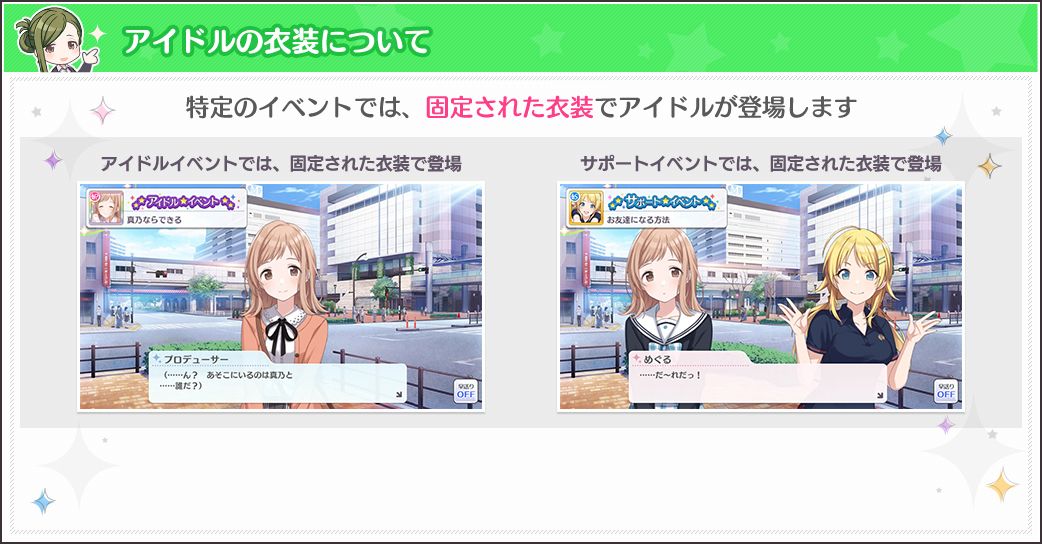 アイドルの衣装について
特定のイベントでは、固定された衣装でアイドルが登場します
アイドルイベントでは、固定された衣装で登場
アイドル★イベント
真乃ならできる
プロデューサー
(……ん？　あそこにいるのは真乃と
……誰だ？)
早送り
OFF
サポートイベントでは、固定された衣装で登場
サポート★イベント
お友達になる方法
めぐる
……だ～れだっ！
早送り
OFF